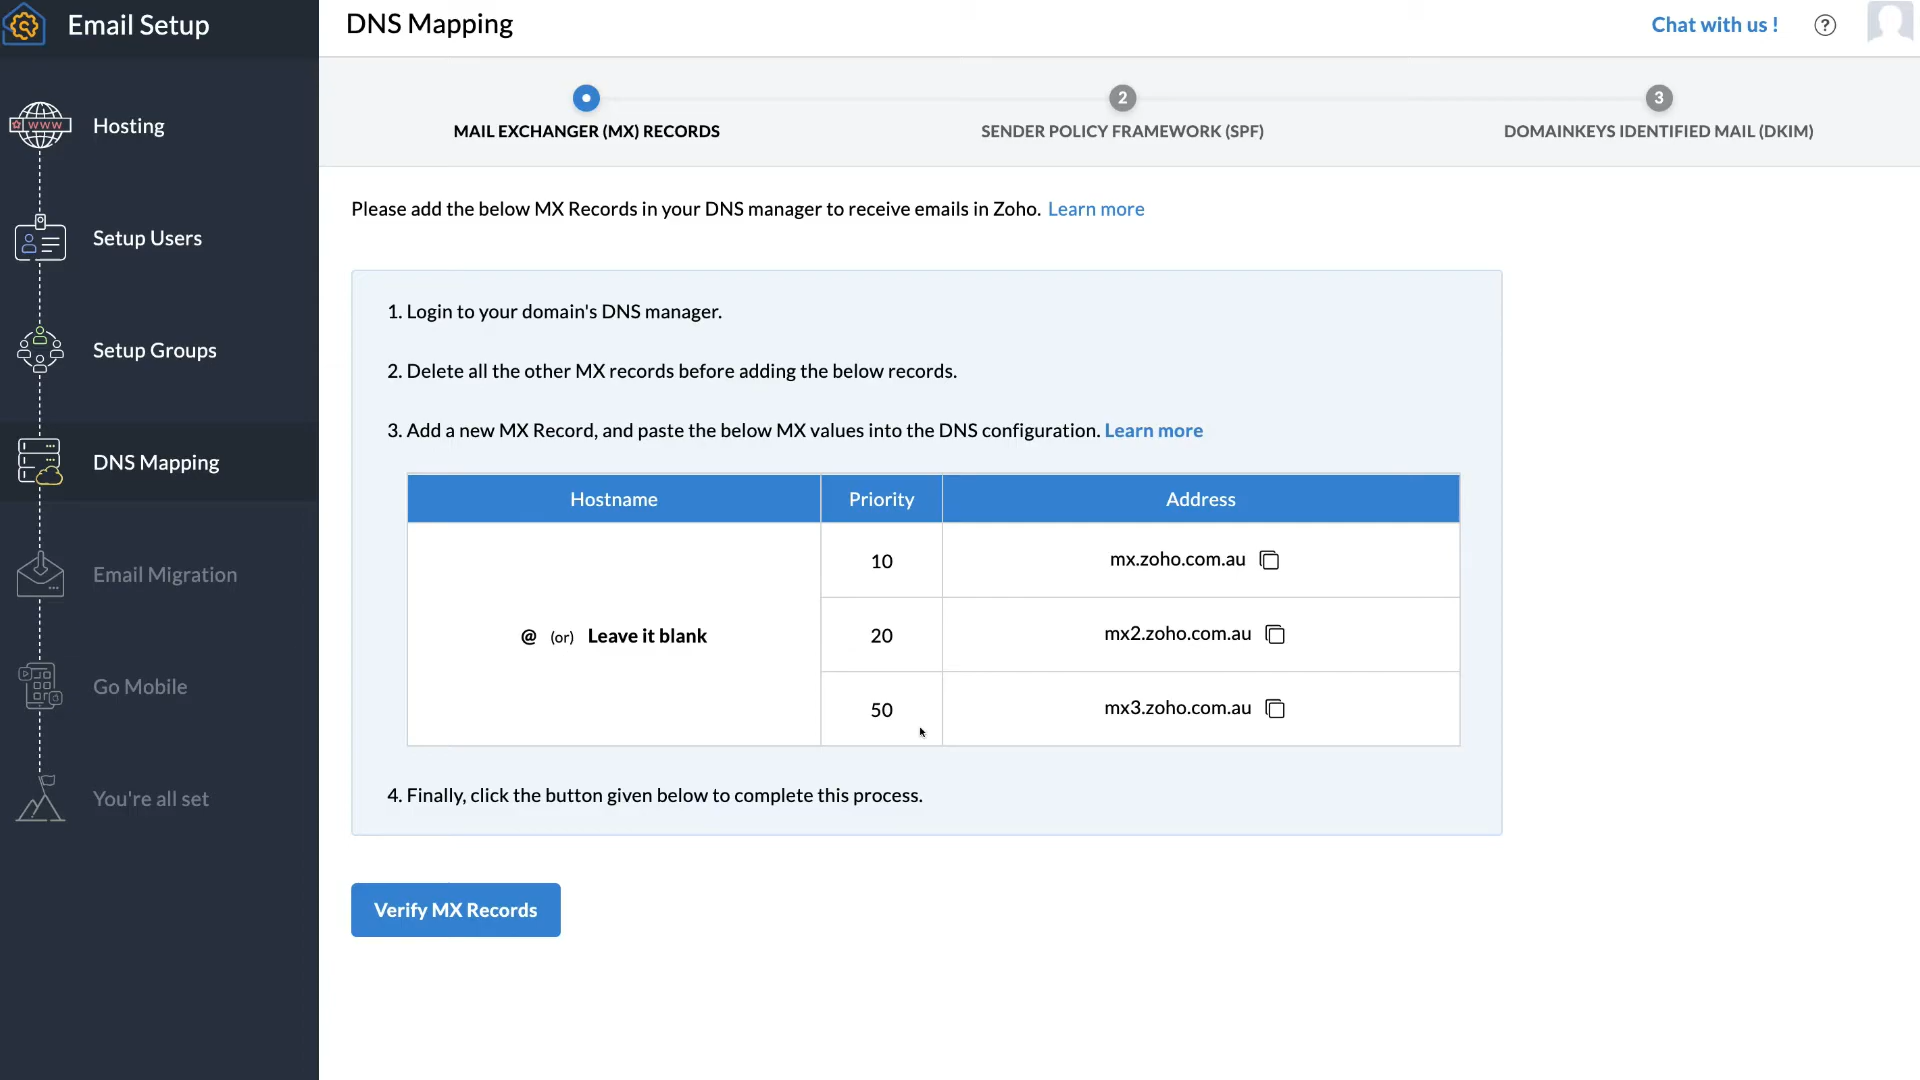 Email Setup
DNS Mapping
Chat with us !
?
Hosting
www
Setup Users
Setup Groups
DNS Mapping
Email Migration
Go Mobile
You're all set
2
3
MAIL EXCHANGER (MX) RECORDS
SENDER POLICY FRAMEWORK (SPF)
DOMAINKEYS IDENTIFIED MAIL (DKIM)
Please add the below MX Records in your DNS manager to receive emails in Zoho. Learn more
1. Login to your domain's DNS manager.
2. Delete all the other MX records before adding the below records.
3. Add a new MX Record, and paste the below MX values into the DNS configuration. Learn more
Hostname Priority Address
10 mx.zoho.com.au
@ (or) Leave it blank 20 mx2.zoho.com.au
50 mx3.zoho.com.au
4. Finally, click the button given below to complete this process.
Verify MX Records